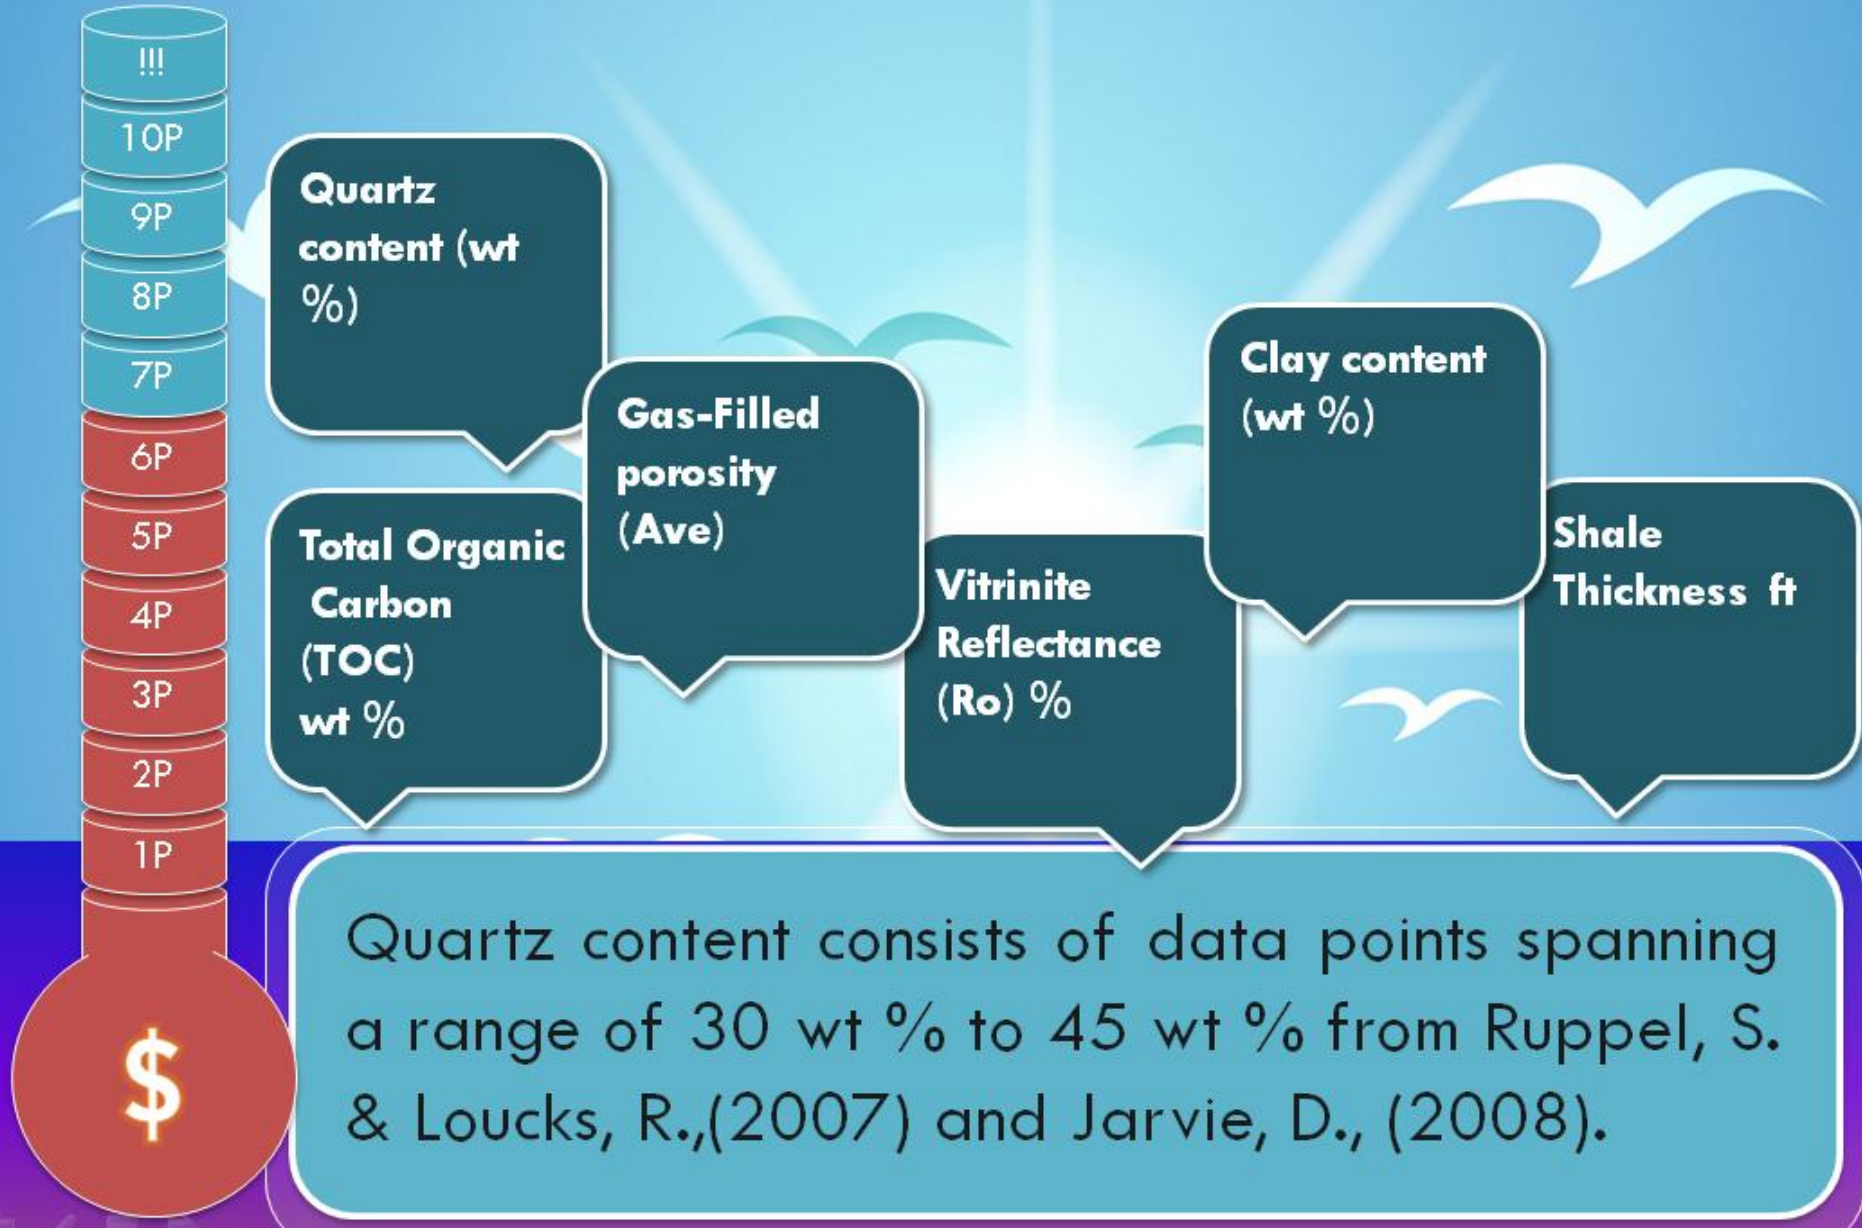 !!!
10P
9P
8P
7P
6P
5P
4P
3P
2P
1P
$
Quartz
content (wt
%)
Total Organic
Carbon
(TOC)
wt %
Gas-Filled
porosity
(Ave)
Vitrinite
Reflectance
(Ro) %
Clay content
(wt %)
Shale
Thickness ft
Quartz content consists of data points spanning
a range of 30 wt % to 45 wt % from Ruppel, S.
& Loucks, R.,(2007) and Jarvie, D., (2008).